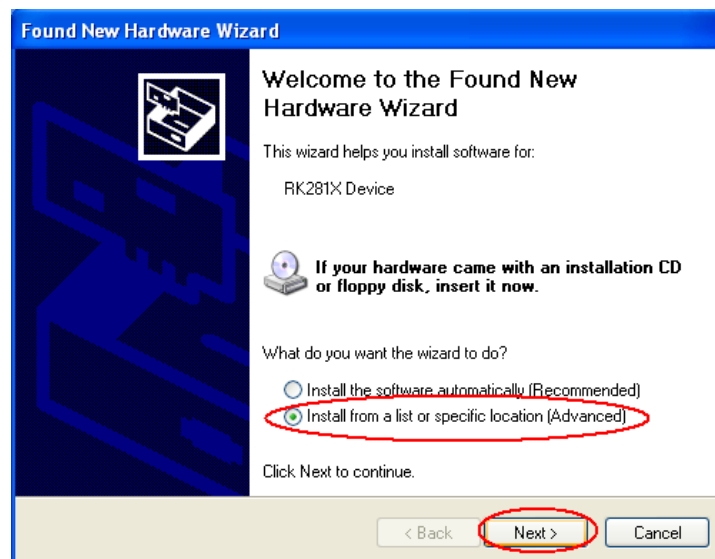 Found New Hardware Wizard
Welcome to the Found New
Hardware Wizard
This wizard helps you install software for:
RK281X Device
If your hardware came with an installation CD
or floppy disk, insert it now.
What do you want the wizard to do?
Install the software automatically (Recommended)
Install from a list or specific location (Advanced)
Click Next to continue.
< Back Next > Cancel